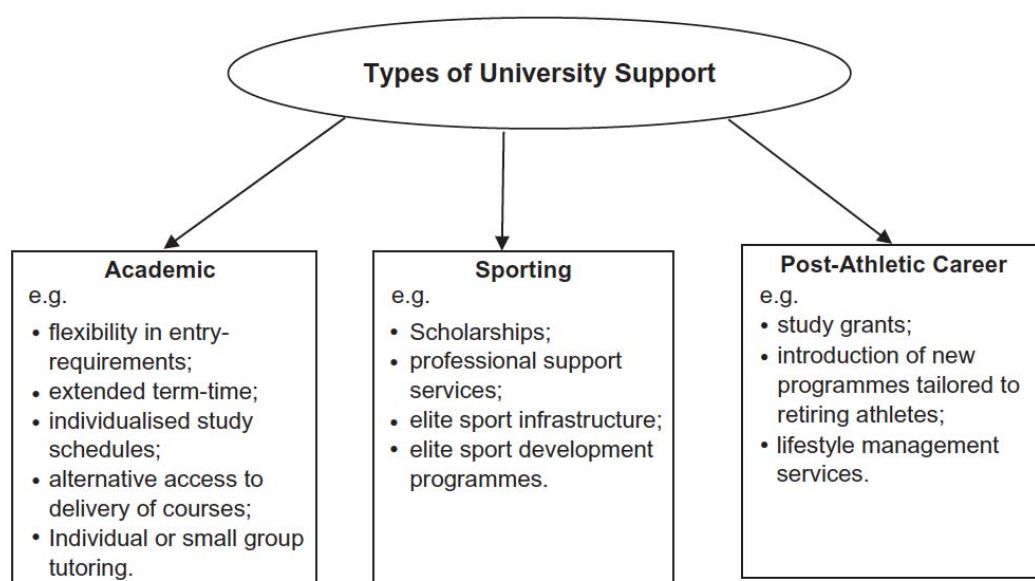 Types of University Support
Academic
e.g.
• flexibility in entry-
requirements;
• extended term-time;
• individualised study
schedules;
• alternative access to
delivery of courses;
• Individual or small group
tutoring.
Sporting
e.g.
• Scholarships;
• professional support
services;
• elite sport infrastructure;
• elite sport development
programmes.
Post-Athletic Career
e.g.
• study grants;
• introduction of new
programmes tailored to
retiring athletes;
• lifestyle management
services.